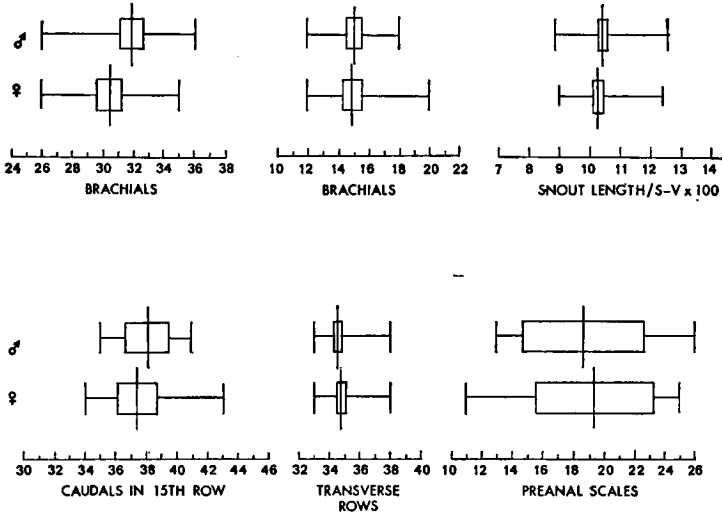 ♂
♀
24 26 28 30 32 34 36 38
BRACHIALS
10 12 14 16 18 20 22
BRACHIALS
7 8 9 10 11 12 13 14
SNOUT LENGTH/S-V x 100
♂
♀
30 32 34 36 38 40 42 44 46
CAUDALS IN 15TH ROW
32 34 36 38 40
TRANSVERSE
ROWS
10 12 14 16 18 20 22 24 26
PREANAL SCALES